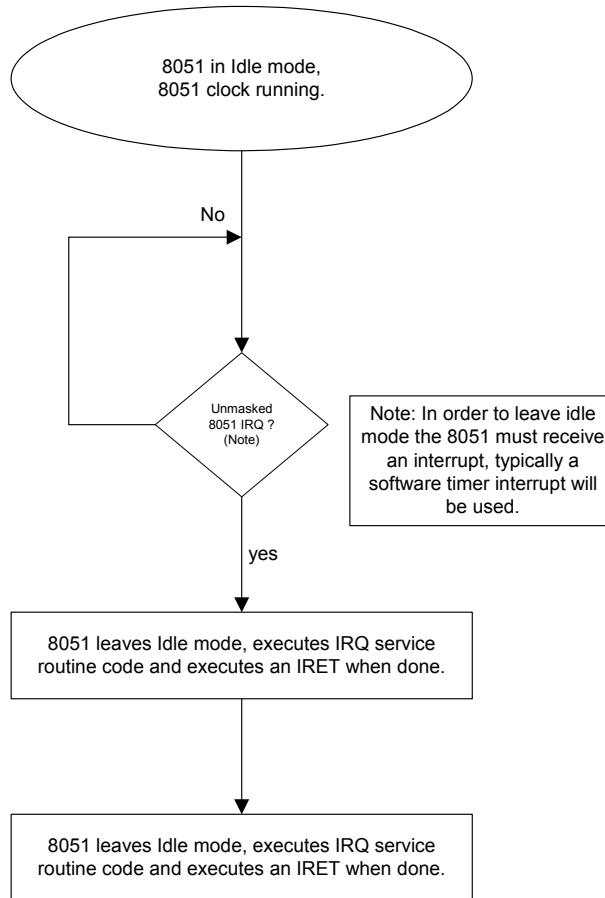 8051 in Idle mode,
8051 clock running.
No
Unmasked
8051 IRQ ?
(Note)
Note: In order to leave idle
mode the 8051 must receive
an interrupt, typically a
software timer interrupt will
be used.
yes
8051 leaves Idle mode, executes IRQ service
routine code and executes an IRET when done.
8051 leaves Idle mode, executes IRQ service
routine code and executes an IRET when done.